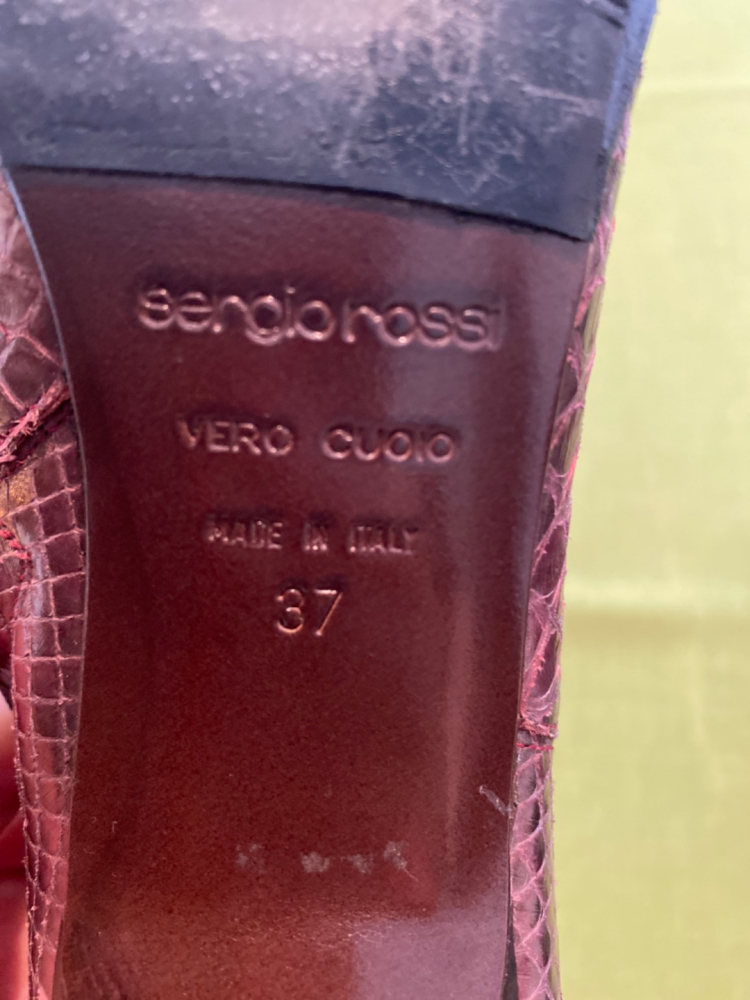 sergio rossi
VERO CUOIO
MADE IN ITALY
37